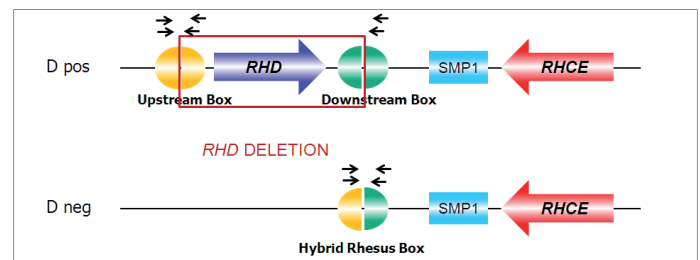 D pos
RHD
SMP1
RHCE
Upstream Box
Downstream Box
RHD DELETION
D neg
SMP1
RHCE
Hybrid Rhesus Box